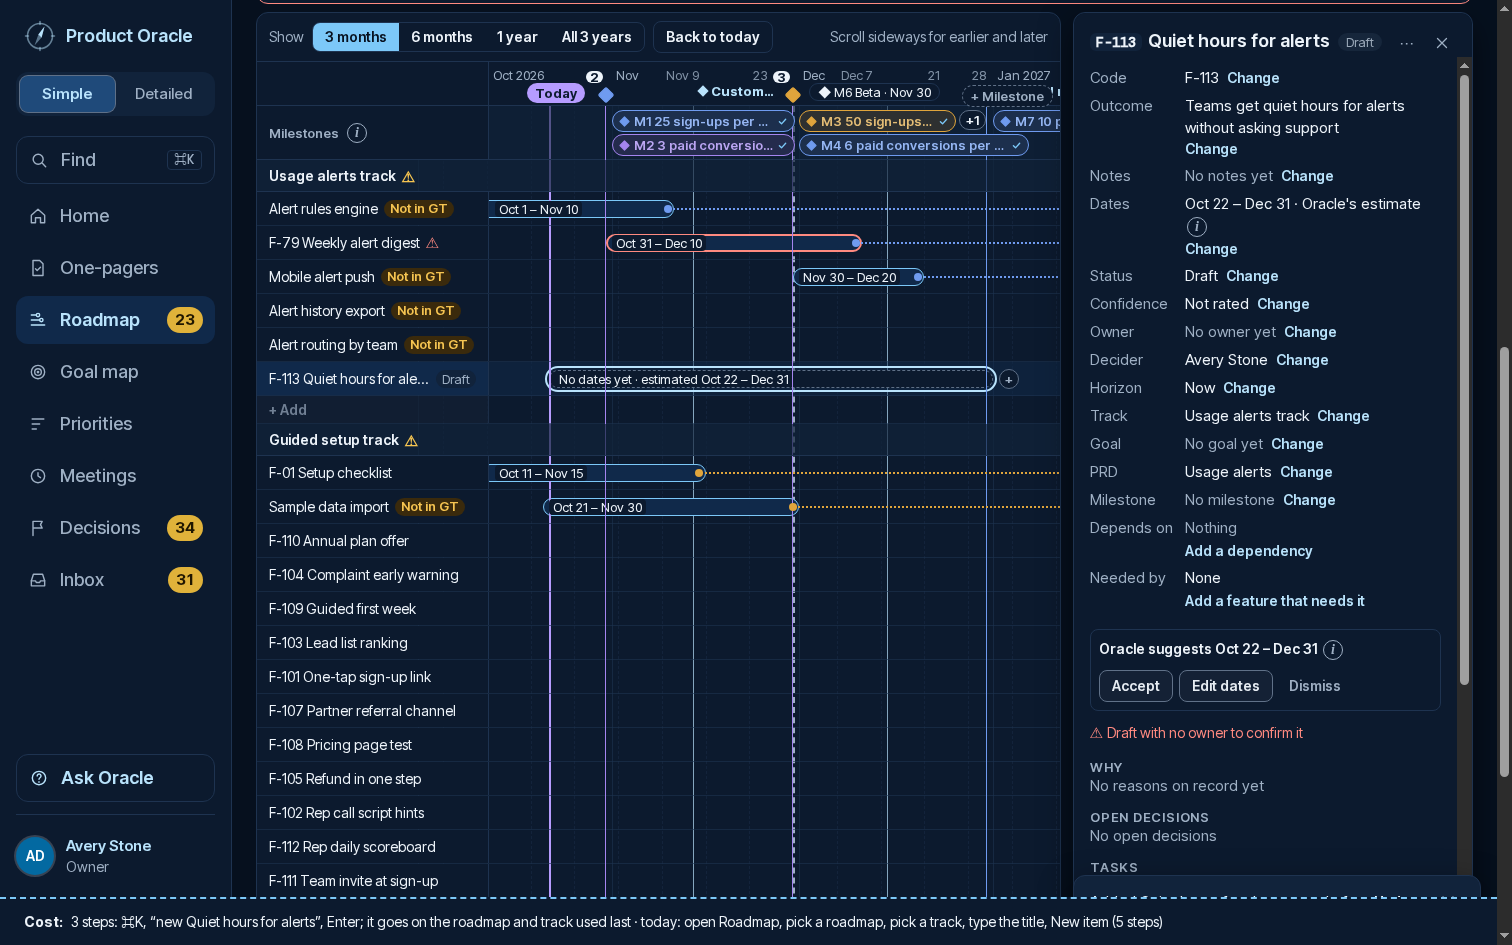 Product Oracle
Simple
Detailed
Find
⌘K
Home
One-pagers
Roadmap
23
Goal map
Priorities
Meetings
Decisions
34
Inbox
31
Ask Oracle
AD
Avery Stone
Owner
Show
3 months
6 months
1 year
All 3 years
Back to today
Scroll sideways for earlier and later
Oct 2026
2
Nov
Nov 9
23
3
Dec
Dec 7
21
28
Jan 2027
Today
Custom...
M6 Beta · Nov 30
+ Milestone
Milestones
i
M1 25 sign-ups per ...
M3 50 sign-ups...
+1
M7 10 p
M2 3 paid conversio...
M4 6 paid conversions per ...
Usage alerts track
Alert rules engine
Not in GT
Oct 1 – Nov 10
F-79 Weekly alert digest
Oct 31 – Dec 10
Mobile alert push
Not in GT
Nov 30 – Dec 20
Alert history export
Not in GT
Alert routing by team
Not in GT
F-113 Quiet hours for ale...
Draft
No dates yet · estimated Oct 22 – Dec 31
+
+ Add
Guided setup track
F-01 Setup checklist
Oct 11 – Nov 15
Sample data import
Not in GT
Oct 21 – Nov 30
F-110 Annual plan offer
F-104 Complaint early warning
F-109 Guided first week
F-103 Lead list ranking
F-101 One-tap sign-up link
F-107 Partner referral channel
F-108 Pricing page test
F-105 Refund in one step
F-102 Rep call script hints
F-112 Rep daily scoreboard
F-111 Team invite at sign-up
F-113 Quiet hours for alerts
Draft
...
Code
F-113 Change
Outcome
Teams get quiet hours for alerts
without asking support
Change
Notes
No notes yet Change
Dates
Oct 22 – Dec 31 · Oracle's estimate
i
Change
Status
Draft Change
Confidence
Not rated Change
Owner
No owner yet Change
Decider
Avery Stone Change
Horizon
Now Change
Track
Usage alerts track Change
Goal
No goal yet Change
PRD
Usage alerts Change
Milestone
No milestone Change
Depends on
Nothing
Add a dependency
Needed by
None
Add a feature that needs it
Oracle suggests Oct 22 – Dec 31
i
Accept
Edit dates
Dismiss
Draft with no owner to confirm it
WHY
No reasons on record yet
OPEN DECISIONS
No open decisions
TASKS
Cost: 3 steps: ⌘K, “new Quiet hours for alerts”, Enter; it goes on the roadmap and track used last · today: open Roadmap, pick a roadmap, pick a track, type the title, New item (5 steps)